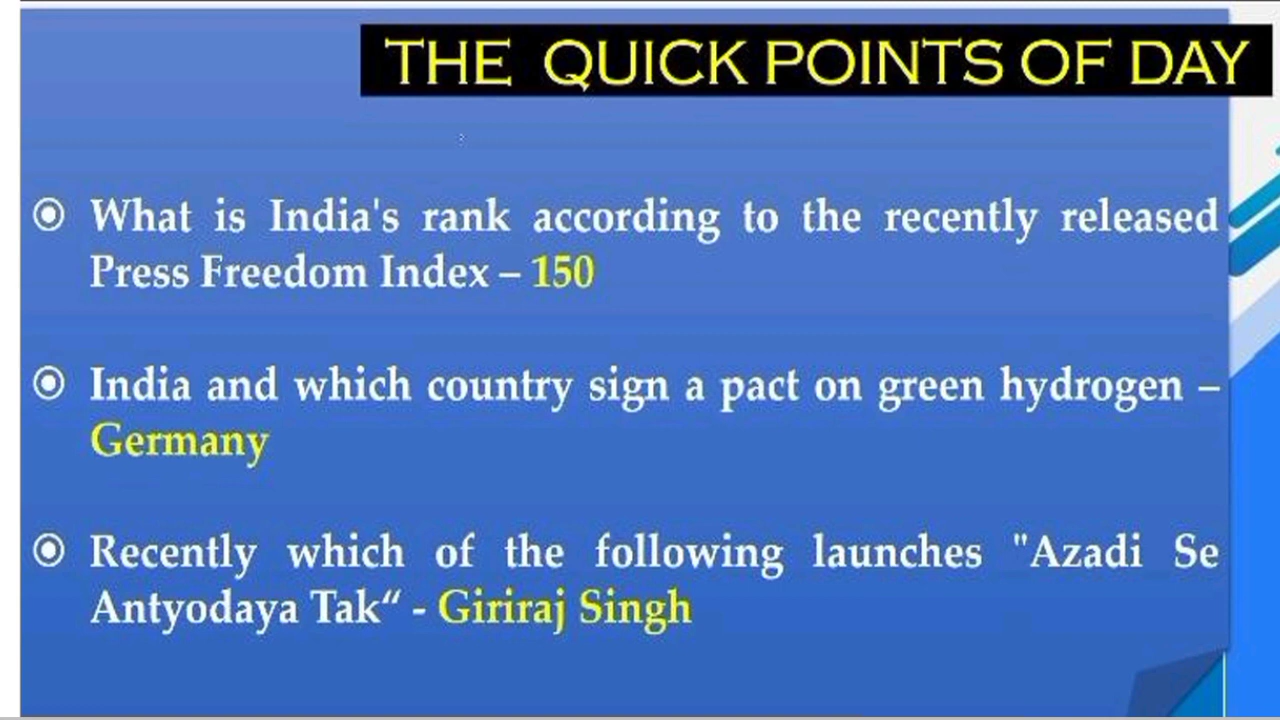 THE QUICK POINTS OF DAY
What is India's rank according to the recently released
Press Freedom Index – 150
India and which country sign a pact on green hydrogen –
Germany
Recently which of the following launches "Azadi Se
Antyodaya Tak“ - Giriraj Singh